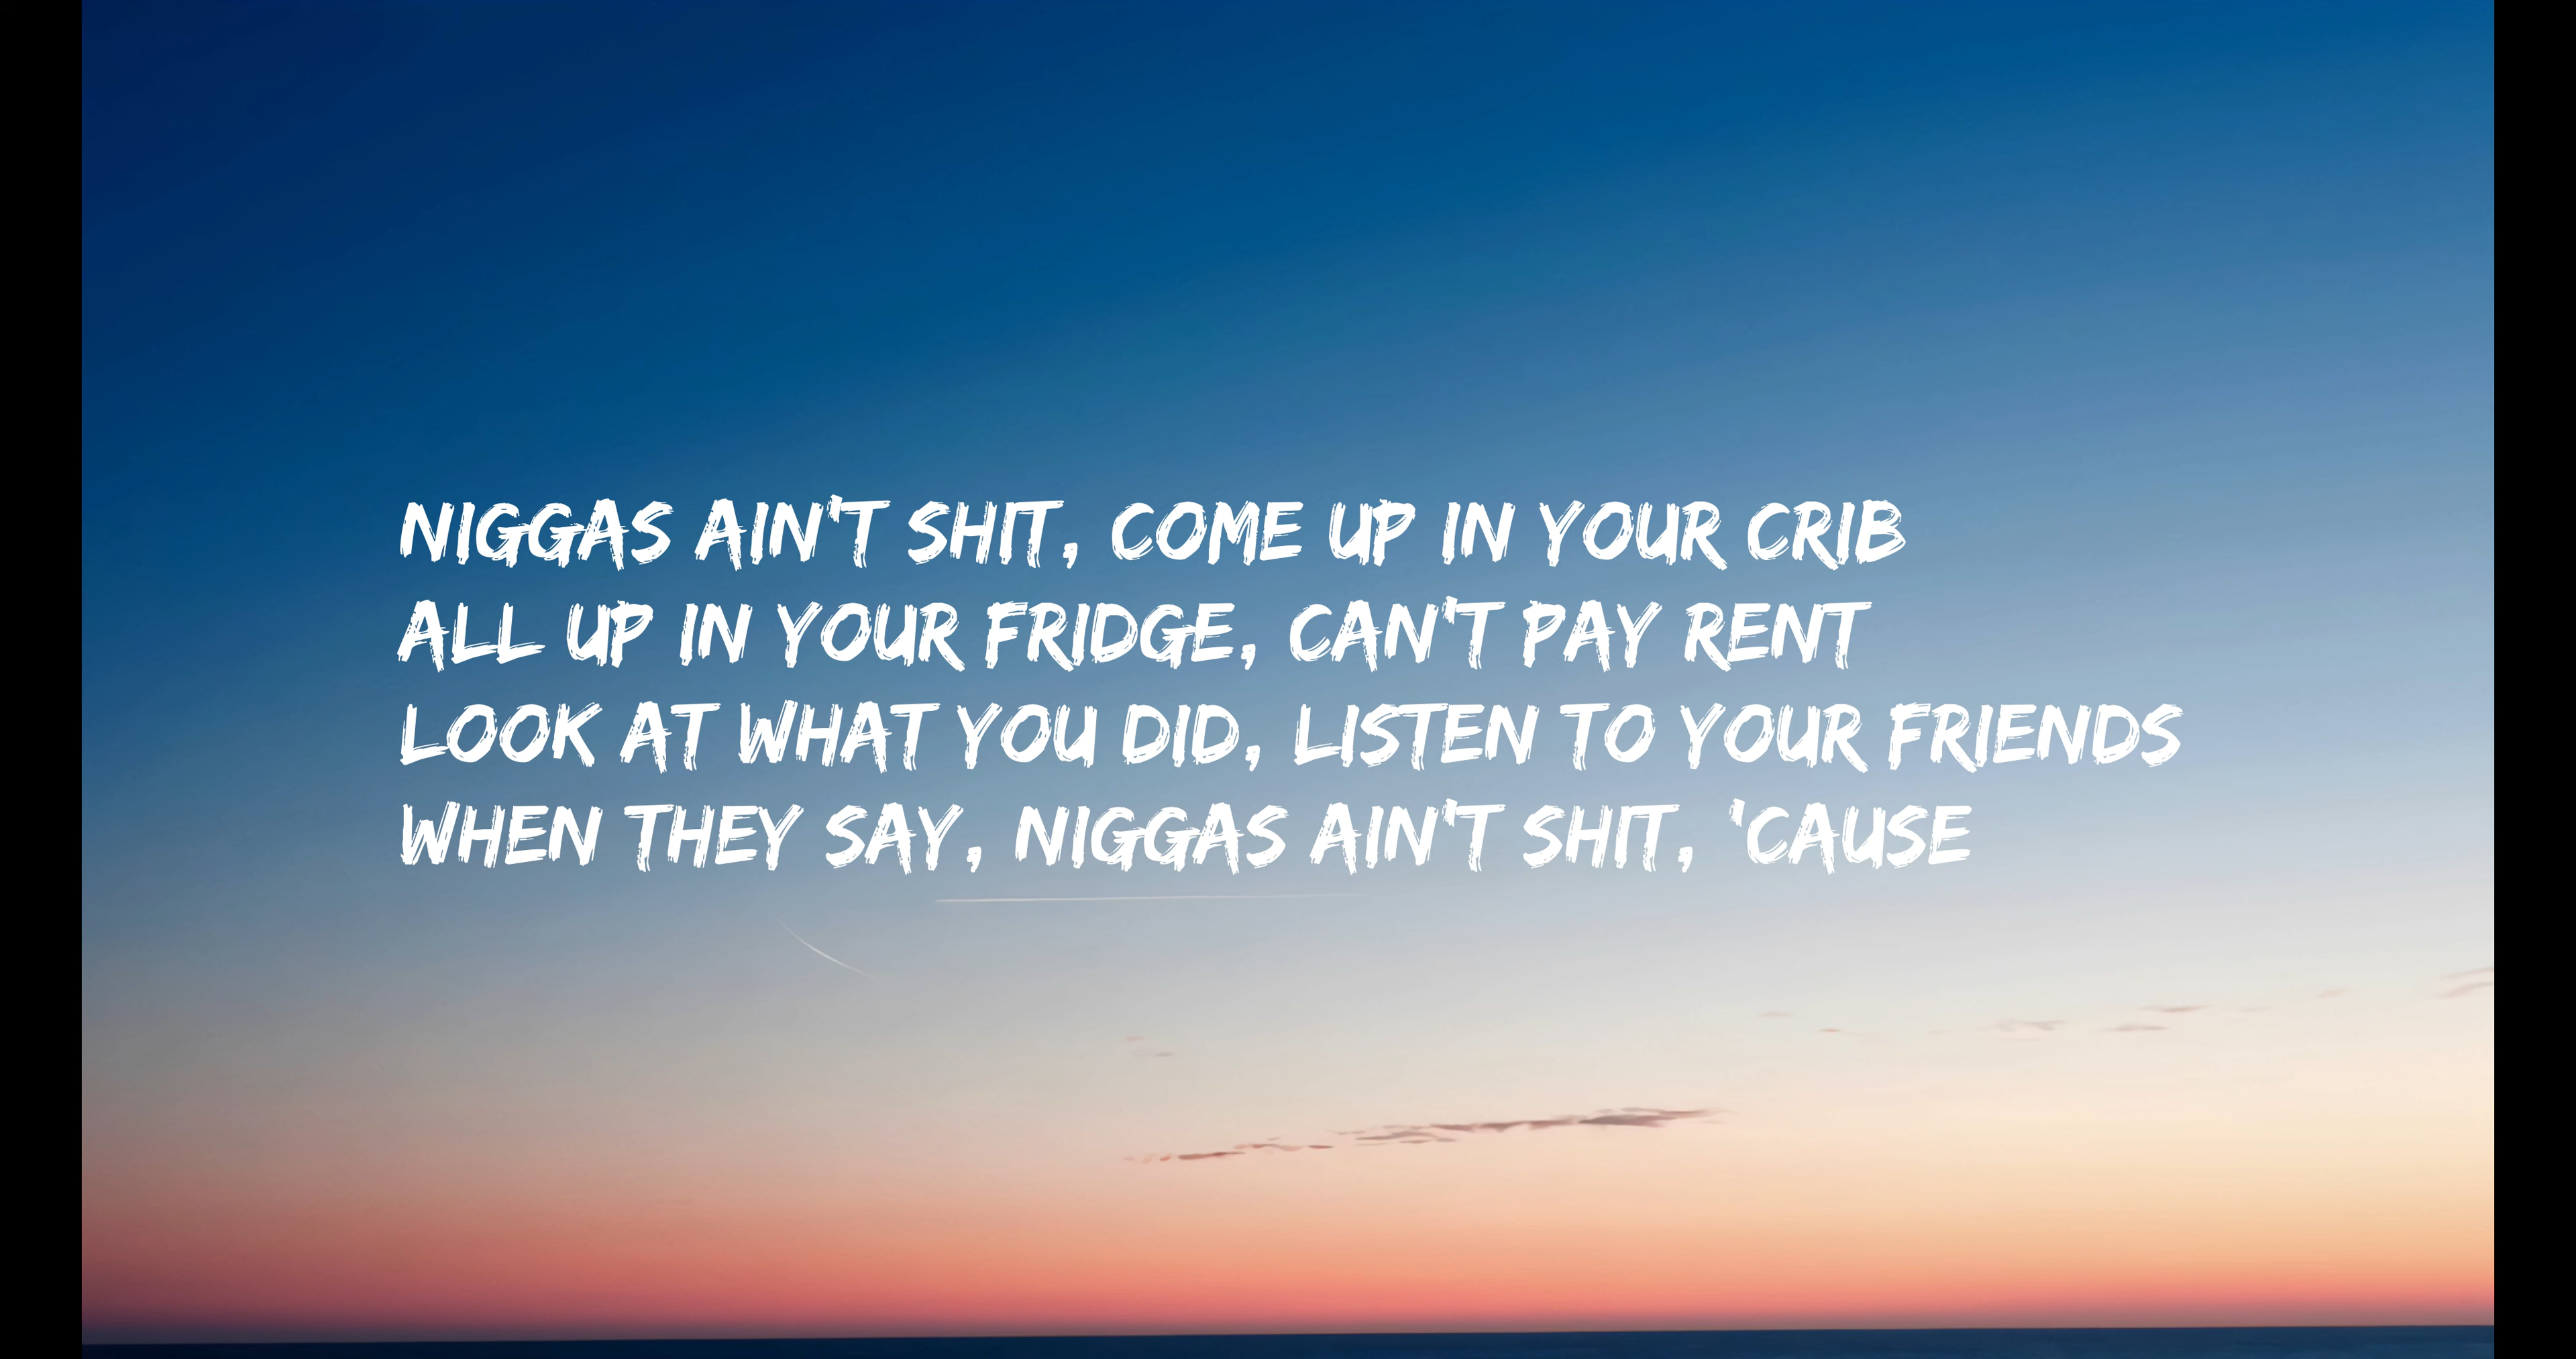 NIGGAS AIN'T SHIT, COME UP IN YOUR CRIB
ALL UP IN YOUR FRIDGE, CAN'T PAY RENT
LOOK AT WHAT YOU DID, LISTEN TO YOUR FRIENDS
WHEN THEY SAY, NIGGAS AIN'T SHIT, 'CAUSE